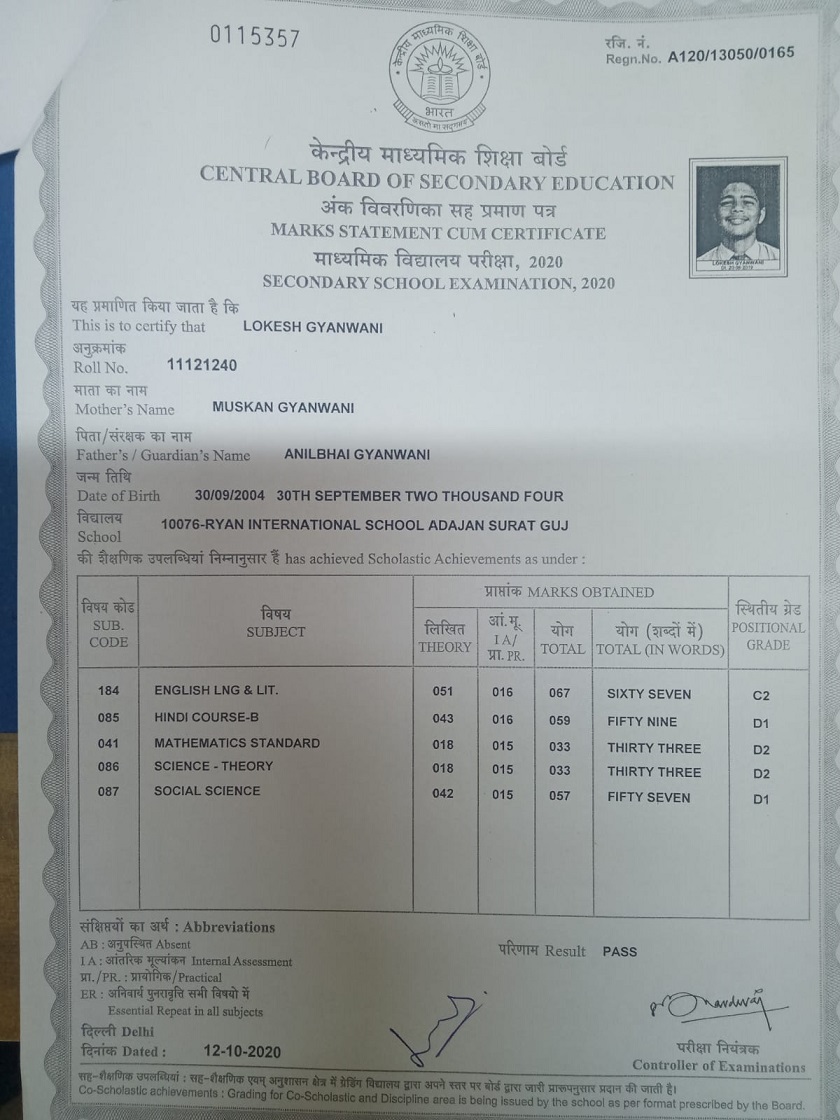 0115357
रजि. नं.
Regn.No. A120/13050/0165
केन्द्रीय माध्यमिक शिक्षा बोर्ड
भारत
असतो मा सद्गमय
केन्द्रीय माध्यमिक शिक्षा बोर्ड
CENTRAL BOARD OF SECONDARY EDUCATION
अंक विवरणिका सह प्रमाण पत्र
MARKS STATEMENT CUM CERTIFICATE
माध्यमिक विद्यालय परीक्षा, 2020
SECONDARY SCHOOL EXAMINATION, 2020
LOKESH GYANWANI
यह प्रमाणित किया जाता है कि
This is to certify that LOKESH GYANWANI
अनुक्रमांक
Roll No. 11121240
माता का नाम
Mother's Name MUSKAN GYANWANI
पिता/संरक्षक का नाम
Father's / Guardian's Name ANILBHAI GYANWANI
जन्म तिथि
Date of Birth 30/09/2004 30TH SEPTEMBER TWO THOUSAND FOUR
विद्यालय
School 10076-RYAN INTERNATIONAL SCHOOL ADAJAN SURAT GUJ
की शैक्षणिक उपलब्धियां निम्नानुसार हैं has achieved Scholastic Achievements as under :
विषय कोड
SUB.
CODE
विषय
SUBJECT
प्राप्तांक MARKS OBTAINED
लिखित
THEORY
आं.मू.
I A/
प्रा. PR.
योग
TOTAL
योग (शब्दों में)
TOTAL (IN WORDS)
स्थितीय ग्रेड
POSITIONAL
GRADE
184 ENGLISH LNG & LIT. 051 016 067 SIXTY SEVEN C2
085 HINDI COURSE-B 043 016 059 FIFTY NINE D1
041 MATHEMATICS STANDARD 018 015 033 THIRTY THREE D2
086 SCIENCE - THEORY 018 015 033 THIRTY THREE D2
087 SOCIAL SCIENCE 042 015 057 FIFTY SEVEN D1
संक्षिप्तियों का अर्थ : Abbreviations
AB : अनुपस्थित Absent
I A : आंतरिक मूल्यांकन Internal Assessment
प्रा./PR. : प्रायोगिक/Practical
ER : अनिवार्य पुनरावृत्ति सभी विषयो में
Essential Repeat in all subjects
परिणाम Result PASS
दिल्ली Delhi
दिनांक Dated : 12-10-2020
परीक्षा नियंत्रक
Controller of Examinations
सह-शैक्षणिक उपलब्धियां : सह-शैक्षणिक एवम् अनुशासन क्षेत्र में ग्रेडिंग विद्यालय द्वारा अपने स्तर पर बोर्ड द्वारा जारी प्रारूपनुसार प्रदान की जाती है।
Co-Scholastic achievements : Grading for Co-Scholastic and Discipline area is being issued by the school as per format prescribed by the Board.